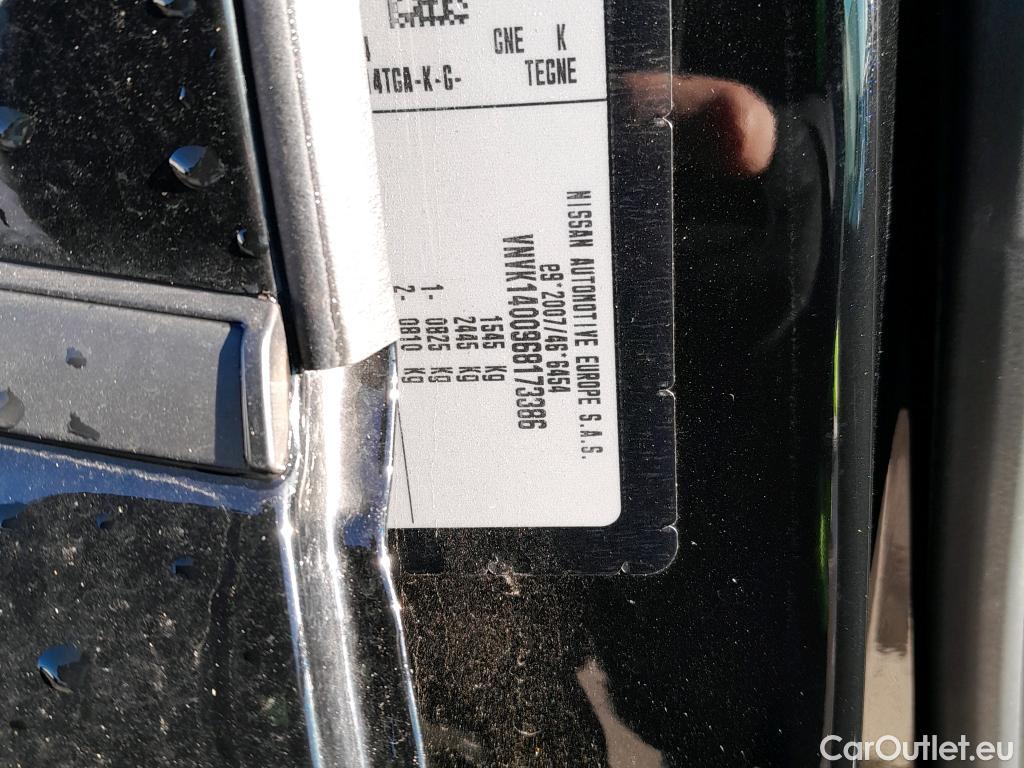 NISSAN AUTOMOTIVE EUROPE S.A.S.
e9*2007/46*6454
VNVK1400968173386
1545 Kg
2445 Kg
1- 0825 Kg
2- 0810 Kg
GNE K
4TGA-K-G- TEGNE
CarOutlet.eu